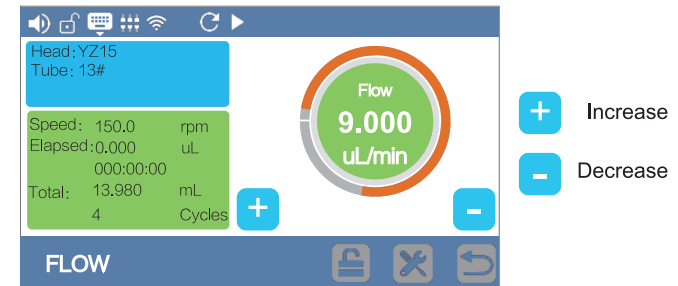 Head:YZ15
Tube: 13#
Speed: 150.0 rpm
Elapsed:0.000 uL
000:00:00
Total: 13.980 mL
4 Cycles
Flow
9.000
uL/min
+
-
FLOW
+ Increase
- Decrease